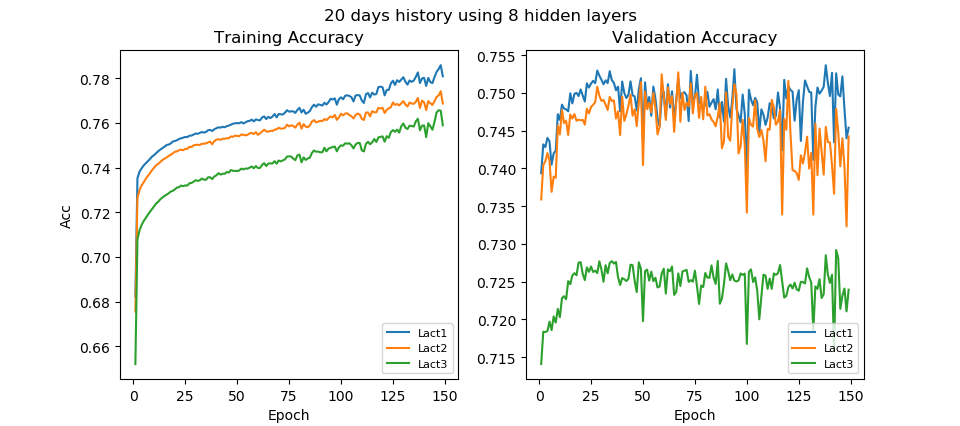 20 days history using 8 hidden layers
Training Accuracy
Acc
0.78
0.76
0.74
0.72
0.70
0.68
0.66
0
25
50
75
100
125
150
Epoch
Lact1
Lact2
Lact3
Validation Accuracy
0.755
0.750
0.745
0.740
0.735
0.730
0.725
0.720
0.715
0
25
50
75
100
125
150
Epoch
Lact1
Lact2
Lact3